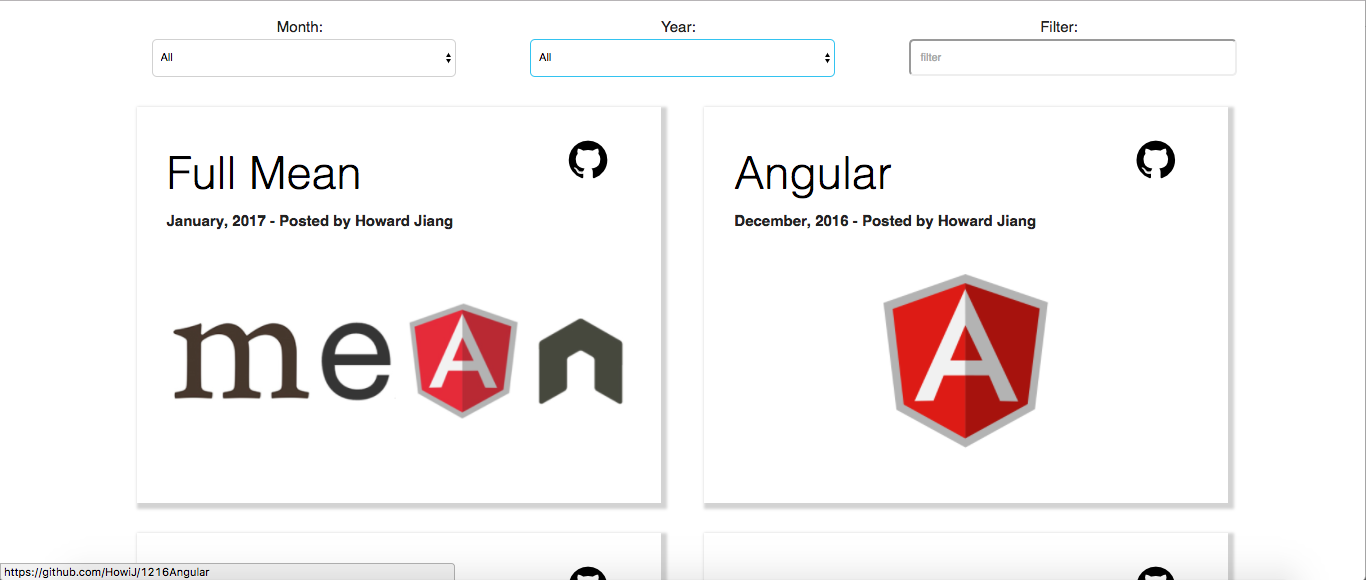 Month: Year: Filter:
All All filter
Full Mean
January, 2017 - Posted by Howard Jiang
mean
Angular
December, 2016 - Posted by Howard Jiang
A
https://github.com/HowiJ/1216Angular